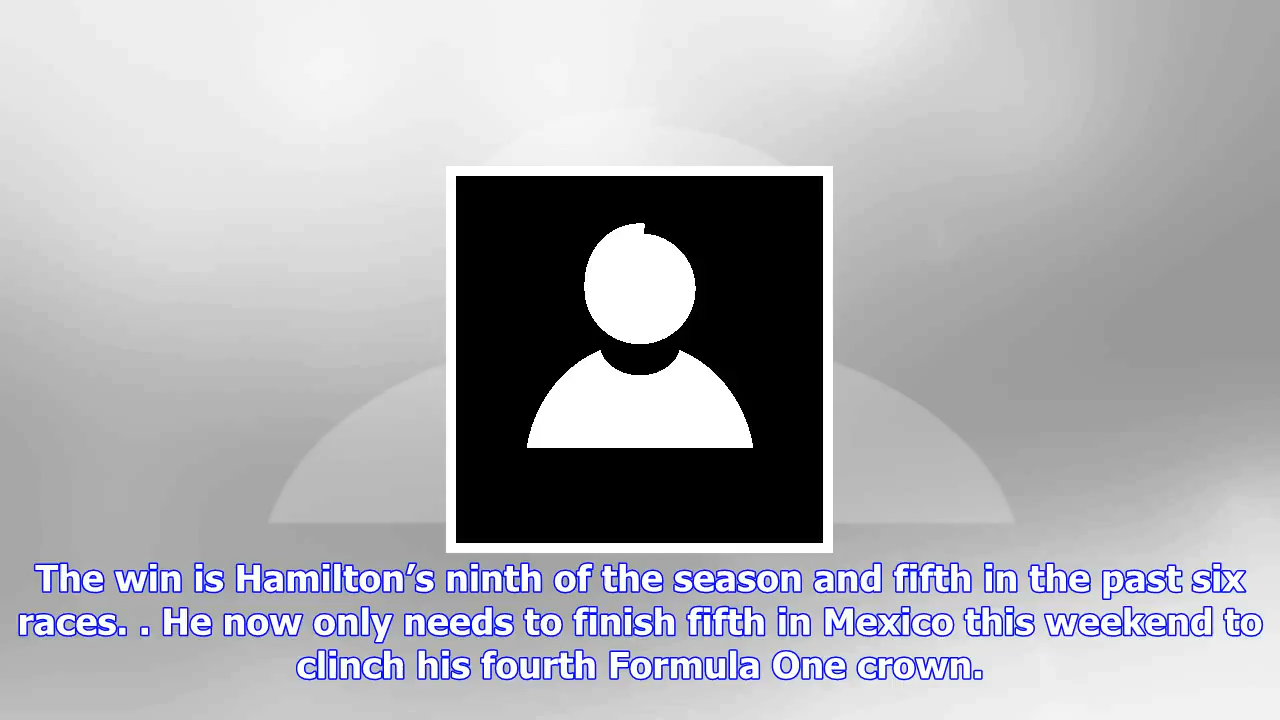 The win is Hamilton’s ninth of the season and fifth in the past six
races. . He now only needs to finish fifth in Mexico this weekend to
clinch his fourth Formula One crown.